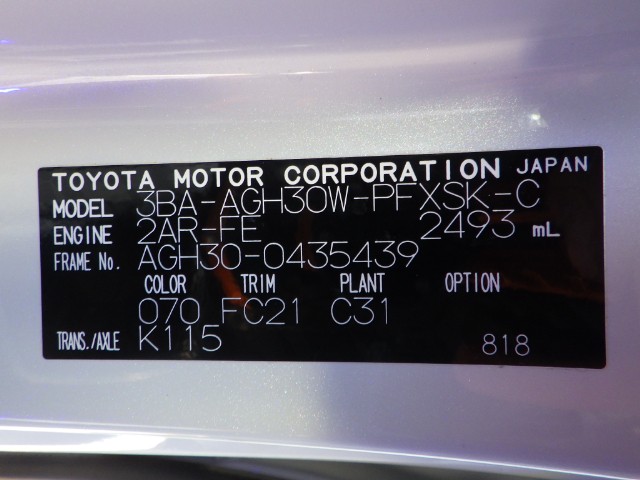 TOYOTA MOTOR CORPORATION JAPAN
MODEL 3BA-AGH30W-PFXSK-C
ENGINE 2AR-FE 2493 mL
FRAME No. AGH30-0435439
COLOR TRIM PLANT OPTION
070 FC21 C31
TRANS./AXLE K115 818